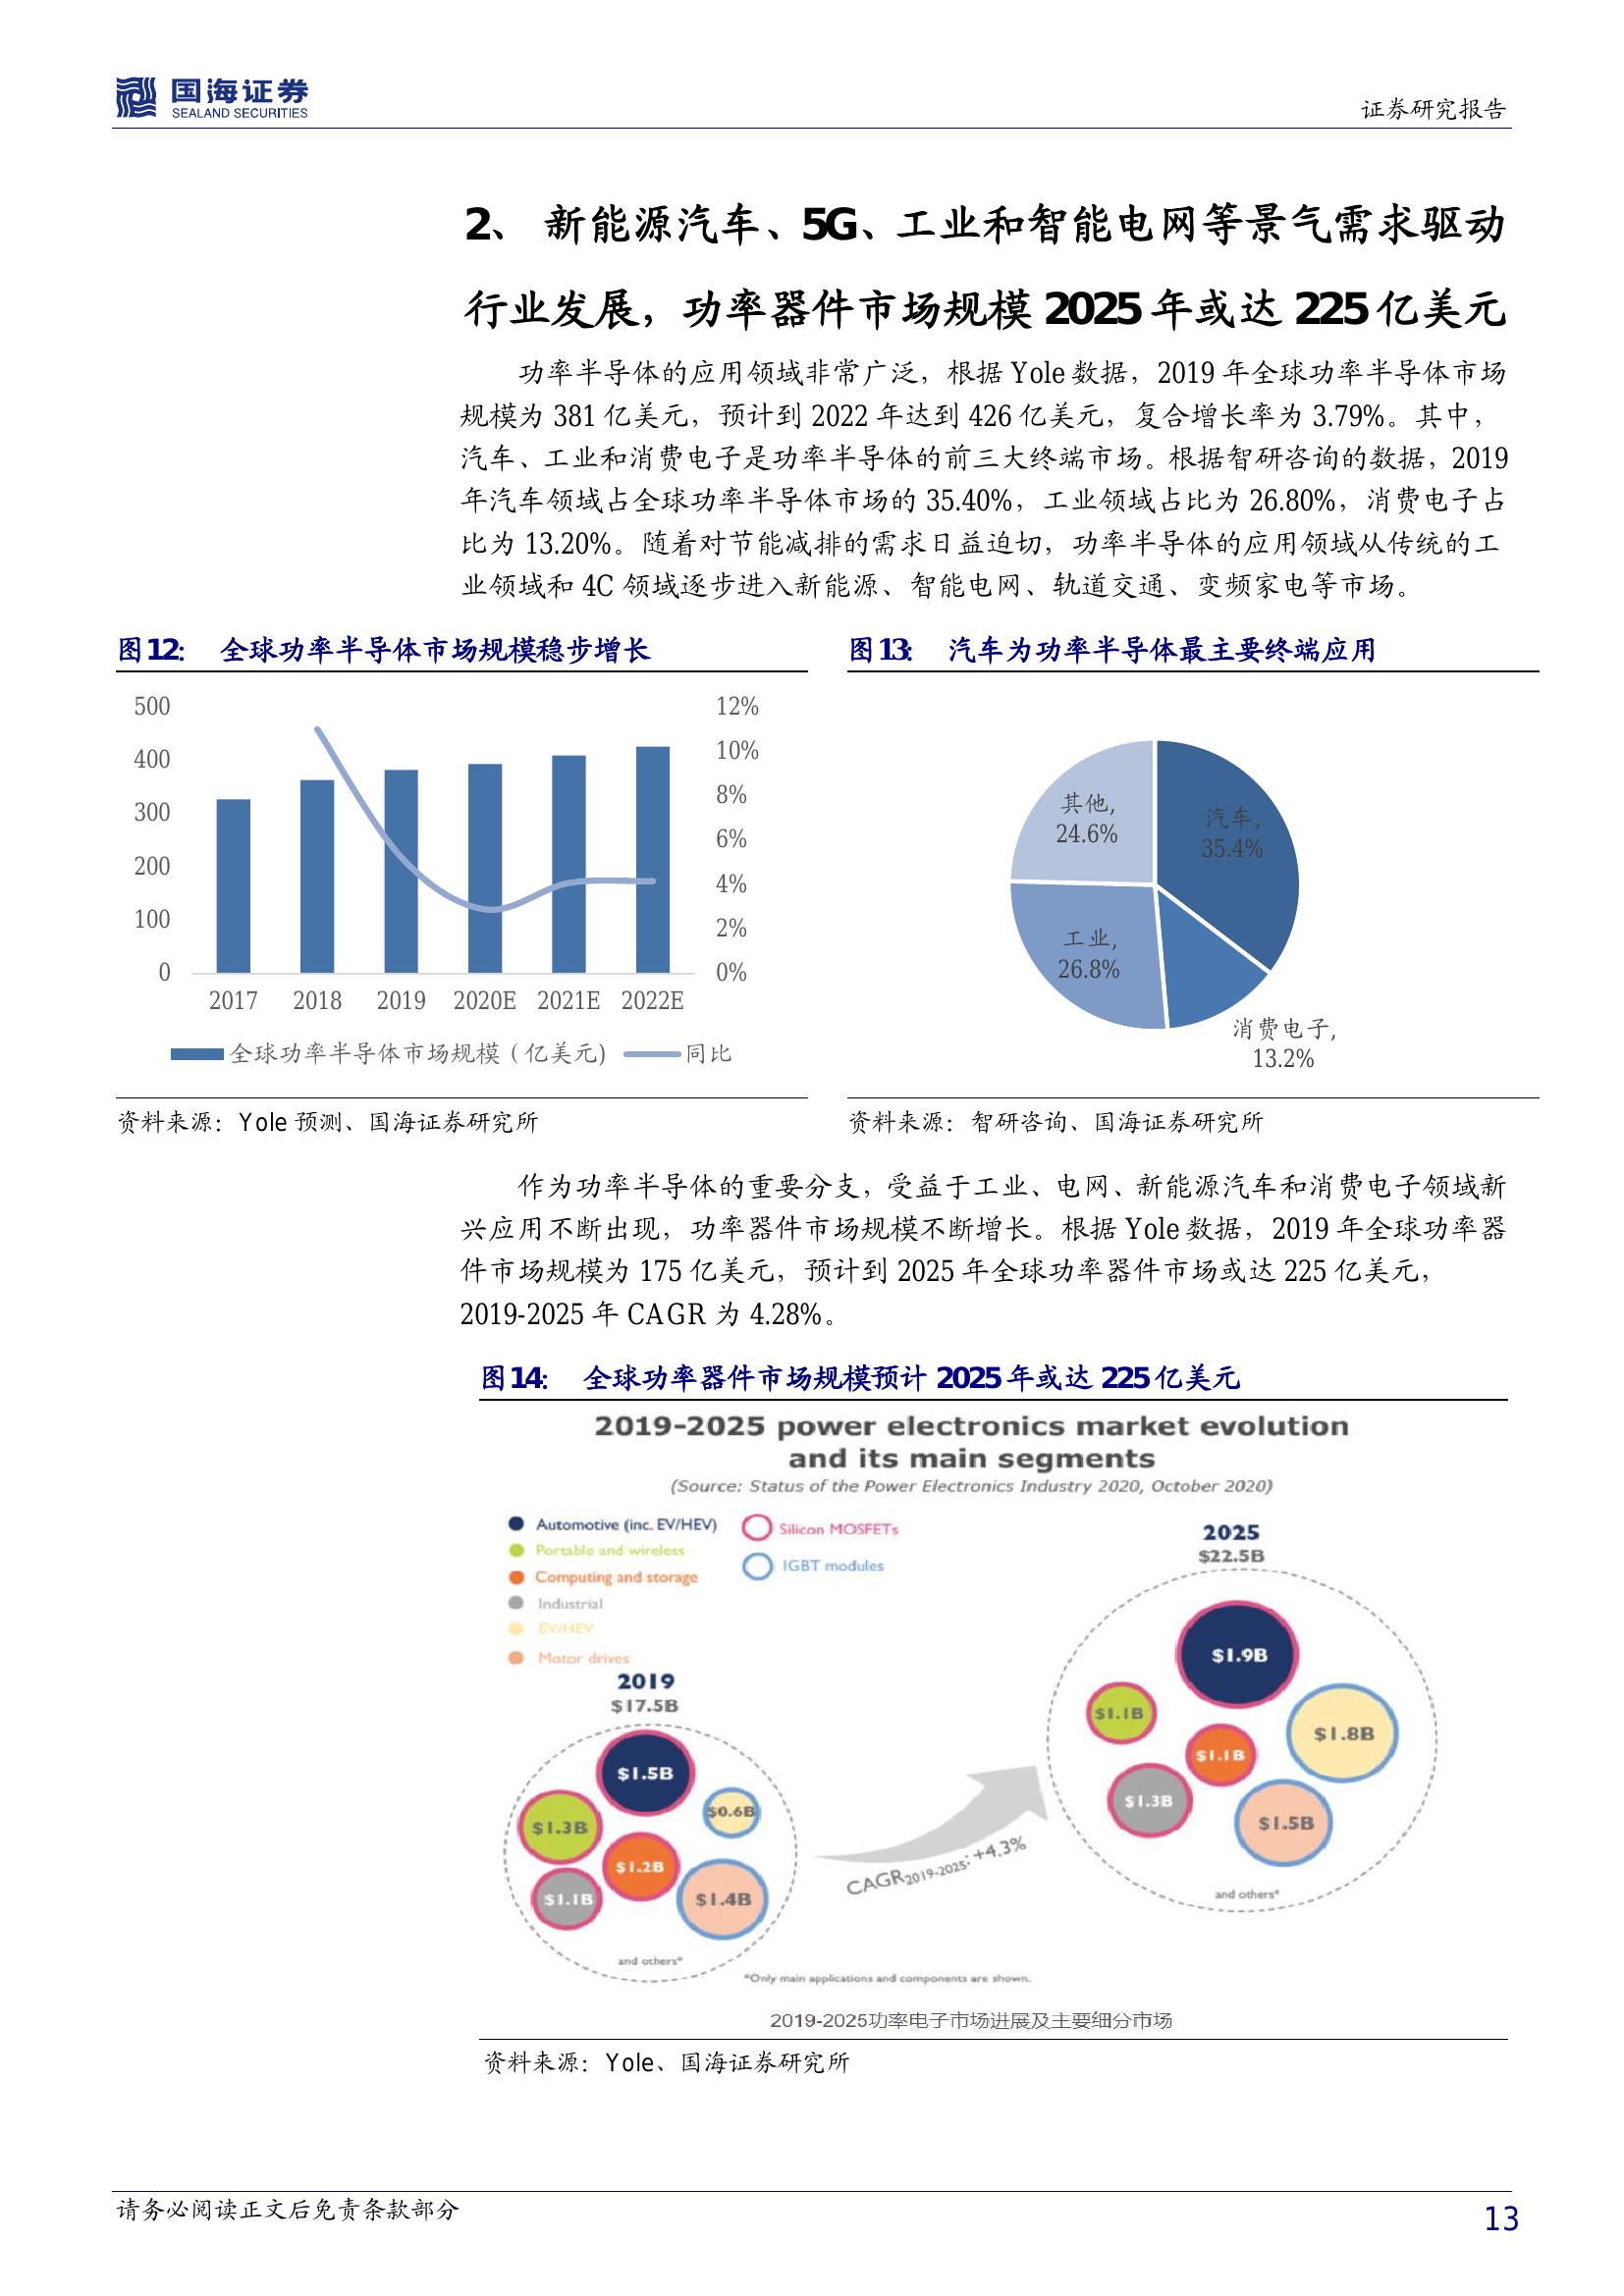 国海证券
SEALAND SECURITIES
证券研究报告
2、 新能源汽车、5G、工业和智能电网等景气需求驱动
行业发展，功率器件市场规模 2025 年或达 225 亿美元
功率半导体的应用领域非常广泛，根据 Yole 数据，2019 年全球功率半导体市场
规模为 381 亿美元，预计到 2022 年达到 426 亿美元，复合增长率为 3.79%。其中，
汽车、工业和消费电子是功率半导体的前三大终端市场。根据智研咨询的数据，2019
年汽车领域占全球功率半导体市场的 35.40%，工业领域占比为 26.80%，消费电子占
比为 13.20%。随着对节能减排的需求日益迫切，功率半导体的应用领域从传统的工
业领域和 4C 领域逐步进入新能源、智能电网、轨道交通、变频家电等市场。
图12： 全球功率半导体市场规模稳步增长
500
400
300
200
100
0
12%
10%
8%
6%
4%
2%
0%
2017 2018 2019 2020E 2021E 2022E
全球功率半导体市场规模（亿美元) 同比
资料来源：Yole 预测、国海证券研究所
图13： 汽车为功率半导体最主要终端应用
其他,
24.6%
汽车,
35.4%
工业,
26.8%
消费电子,
13.2%
资料来源：智研咨询、国海证券研究所
作为功率半导体的重要分支，受益于工业、电网、新能源汽车和消费电子领域新
兴应用不断出现，功率器件市场规模不断增长。根据 Yole 数据，2019 年全球功率器
件市场规模为 175 亿美元，预计到 2025 年全球功率器件市场或达 225 亿美元，
2019-2025 年 CAGR 为 4.28%。
图14： 全球功率器件市场规模预计 2025 年或达 225 亿美元
2019-2025 power electronics market evolution
and its main segments
(Source: Status of the Power Electronics Industry 2020, October 2020)
Automotive (inc. EV/HEV)
Portable and wireless
Computing and storage
Industrial
EV/HEV
Motor drives
Silicon MOSFETs
IGBT modules
2019
$17.5B
$1.5B
$0.6B
$1.3B
$1.2B
$1.1B
$1.4B
and others*
CAGR2019-2025: +4.3%
2025
$22.5B
$1.9B
$1.1B
$1.8B
$1.1B
$1.3B
$1.5B
and others*
*Only main applications and components are shown.
2019-2025功率电子市场进展及主要细分市场
资料来源：Yole、国海证券研究所
请务必阅读正文后免责条款部分
13